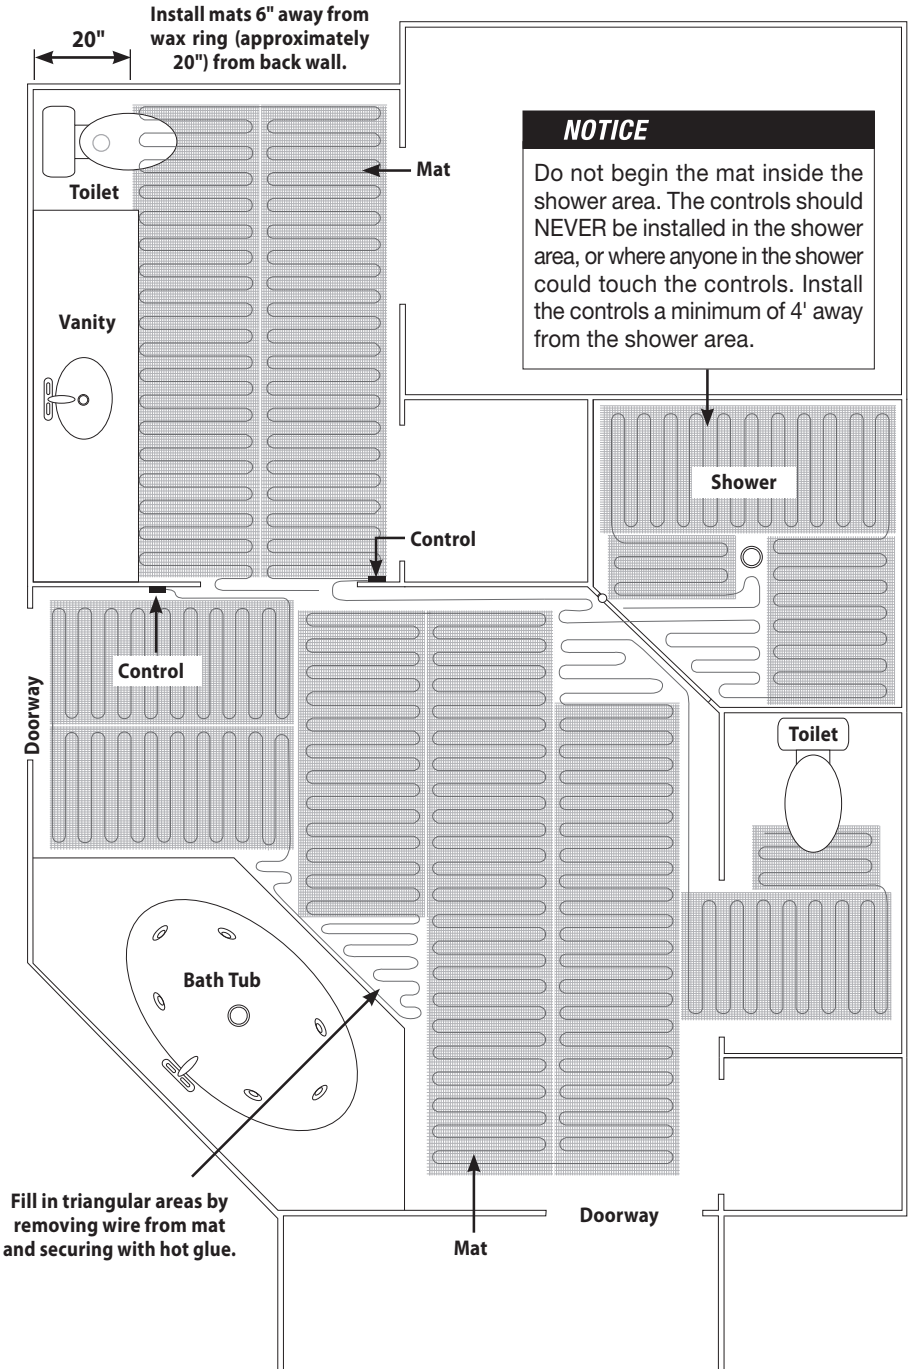 Install mats 6" away from
wax ring (approximately
20") from back wall.
20"
NOTICE
Do not begin the mat inside the
shower area. The controls should
NEVER be installed in the shower
area, or where anyone in the shower
could touch the controls. Install
the controls a minimum of 4' away
from the shower area.
Mat
Toilet
Vanity
Shower
Control
Control
Doorway
Toilet
Bath Tub
Fill in triangular areas by
removing wire from mat
and securing with hot glue.
Doorway
Mat